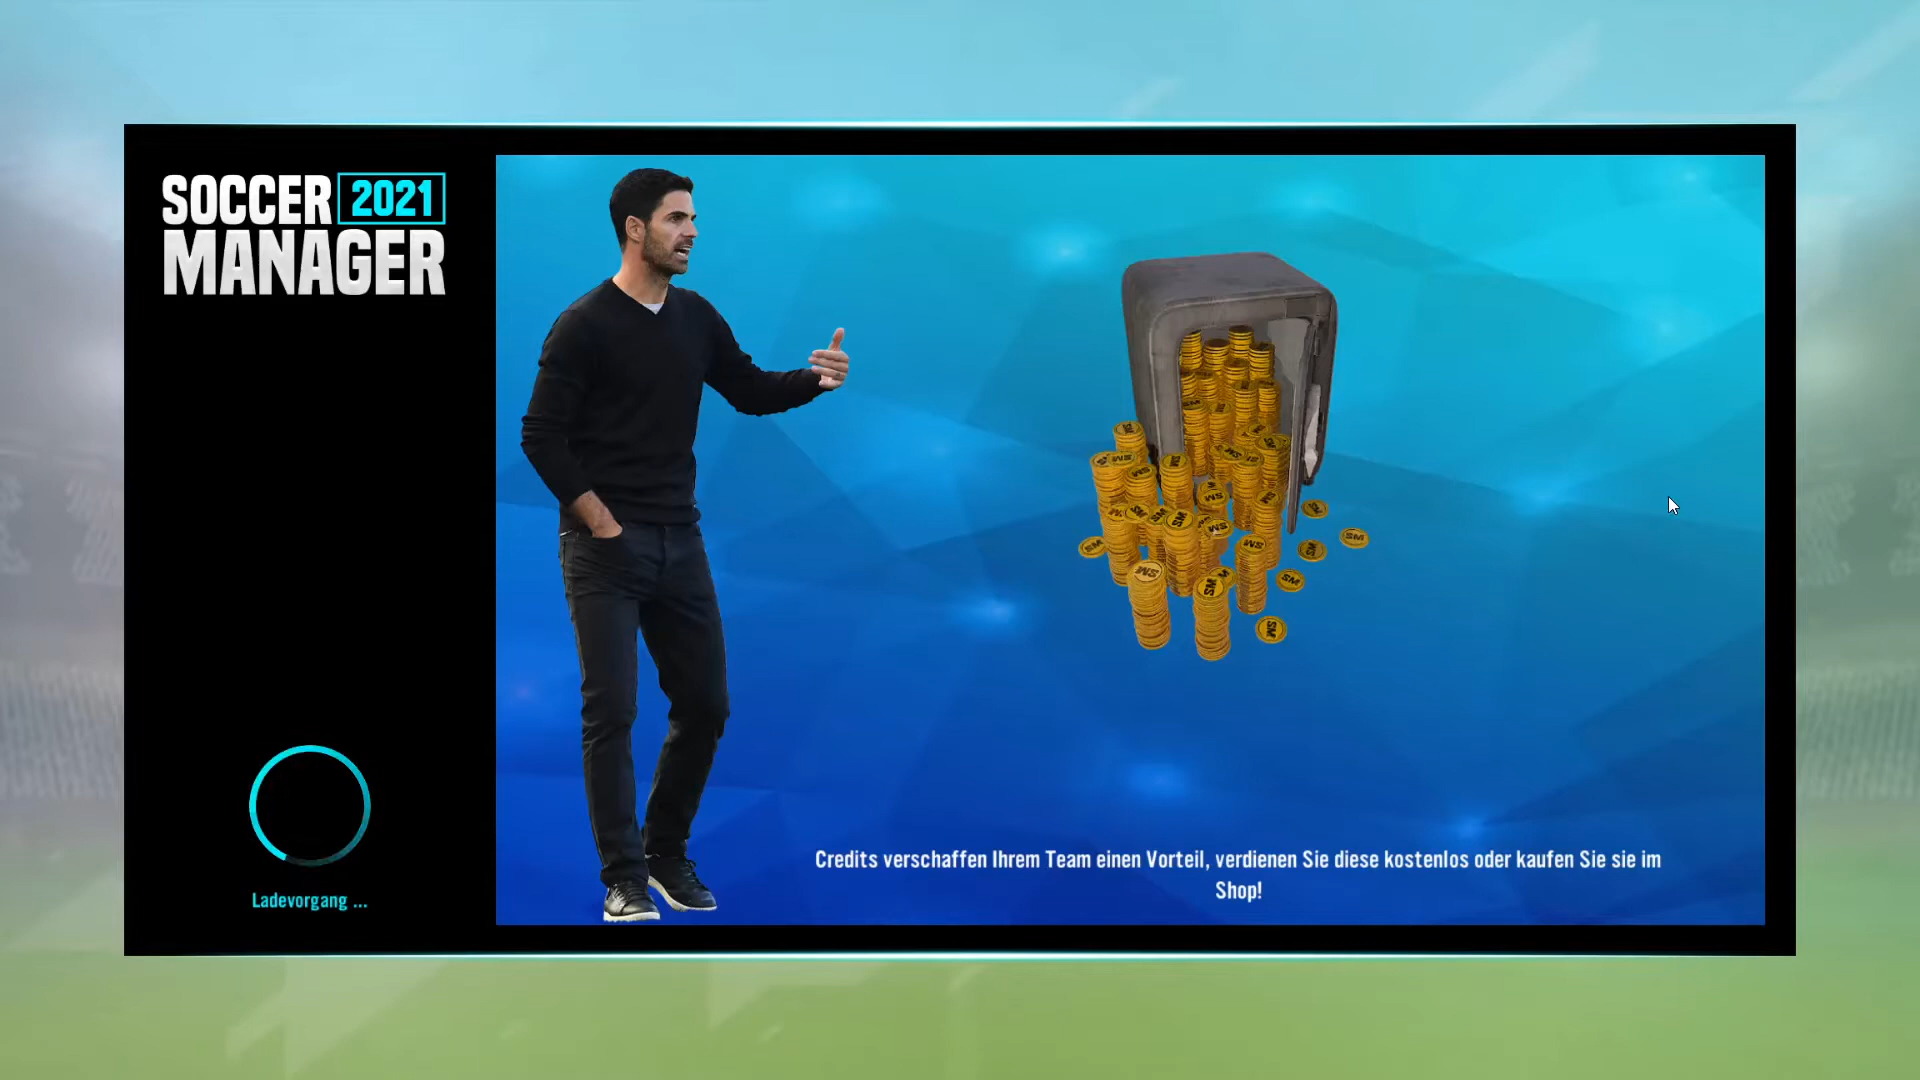 SOCCER 2021
MANAGER
Credits verschaffen Ihrem Team einen Vorteil, verdienen Sie diese kostenlos oder kaufen Sie sie im
Shop!
Ladevorgang ...